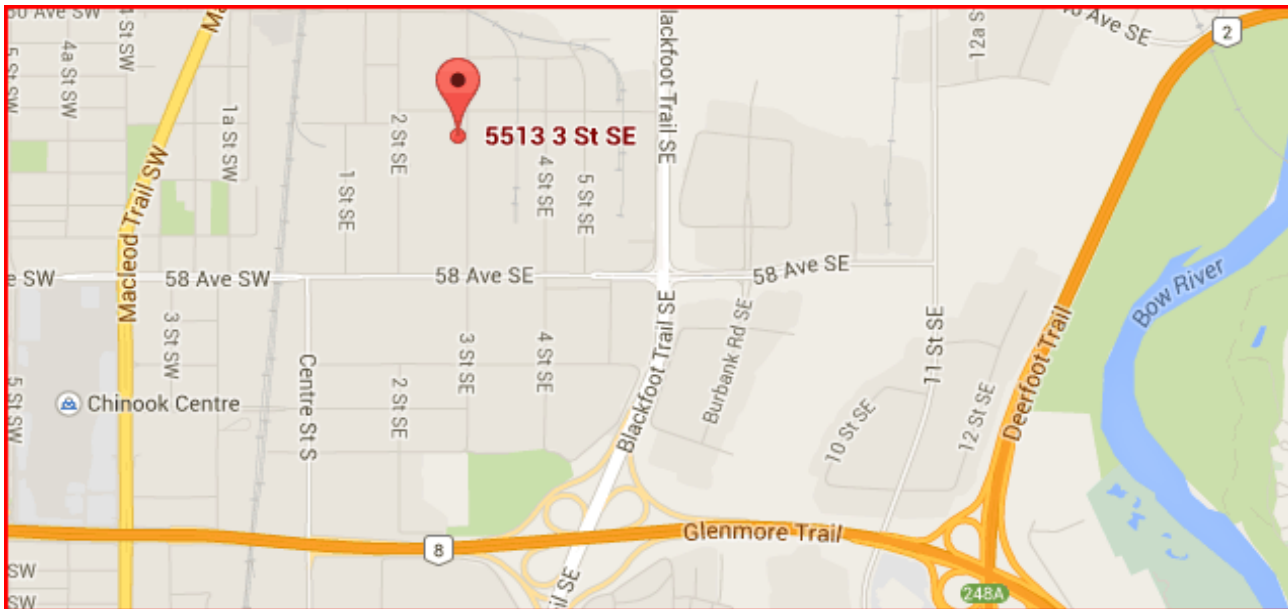 50 Ave SW
4 St SW
5 St SW
4a St SW
1a St SW
Macleod Trail SW
2 St SE
1 St SE
5513 3 St SE
4 St SE
5 St SE
Blackfoot Trail SE
12a S
Ave SE
2
e SW
58 Ave SW
58 Ave SE
58 Ave SE
3 St SW
5 St SW
Chinook Centre
Centre St S
2 St SE
3 St SE
4 St SE
Blackfoot Trail SE
Burbank Rd SE
10 St SE
11 St SE
12 St SE
Deerfoot Trail
Bow River
8
Glenmore Trail
SW
SW
il SE
248A